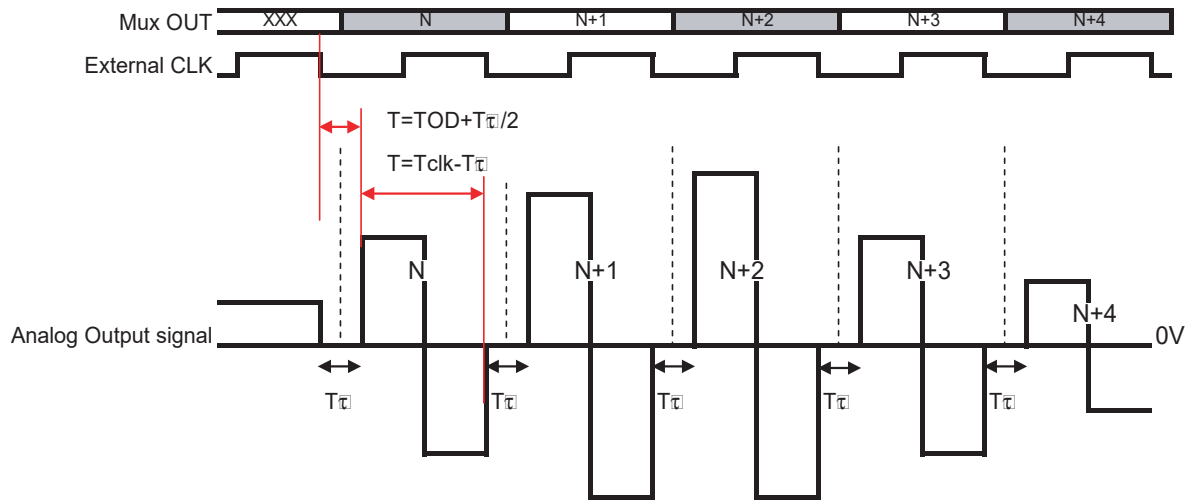 Mux OUT XXX N N+1 N+2 N+3 N+4
External CLK
T=TOD+Tτ/2
T=Tclk-Tτ
N N+1 N+2 N+3
N+4
Analog Output signal 0V
Tτ Tτ Tτ Tτ Tτ